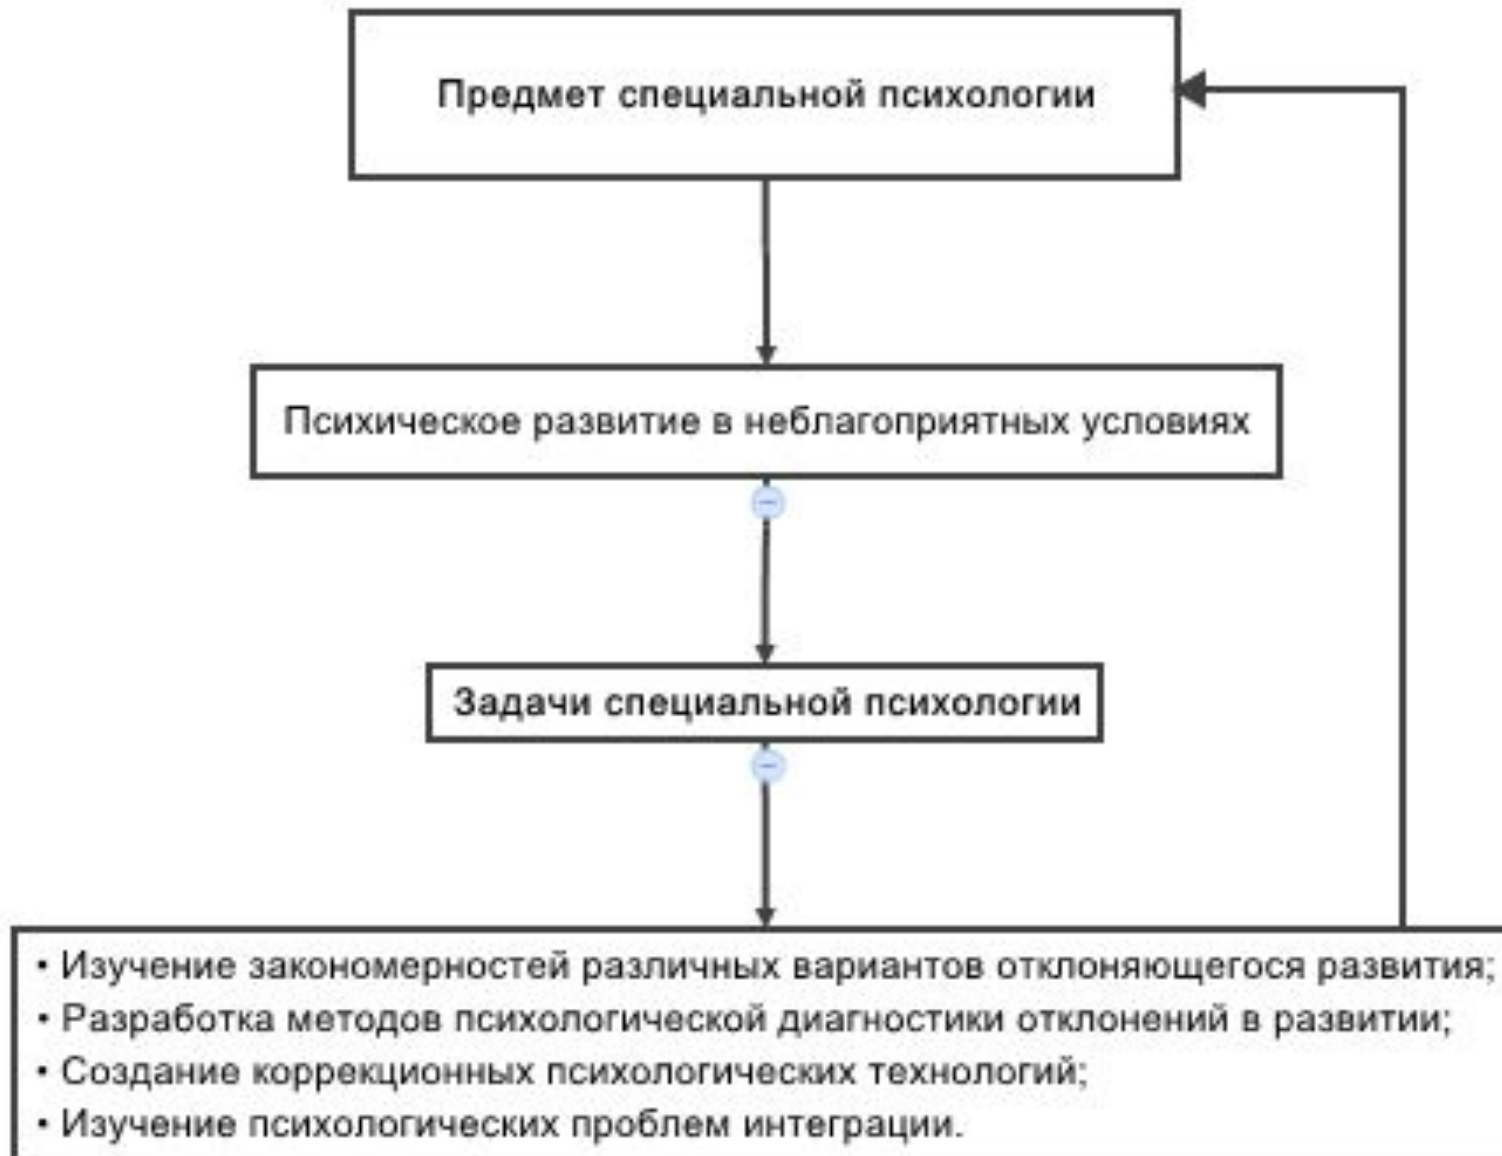 Предмет специальной психологии
Психическое развитие в неблагоприятных условиях
Задачи специальной психологии
• Изучение закономерностей различных вариантов отклоняющегося развития;
• Разработка методов психологической диагностики отклонений в развитии;
• Создание коррекционных психологических технологий;
• Изучение психологических проблем интеграции.